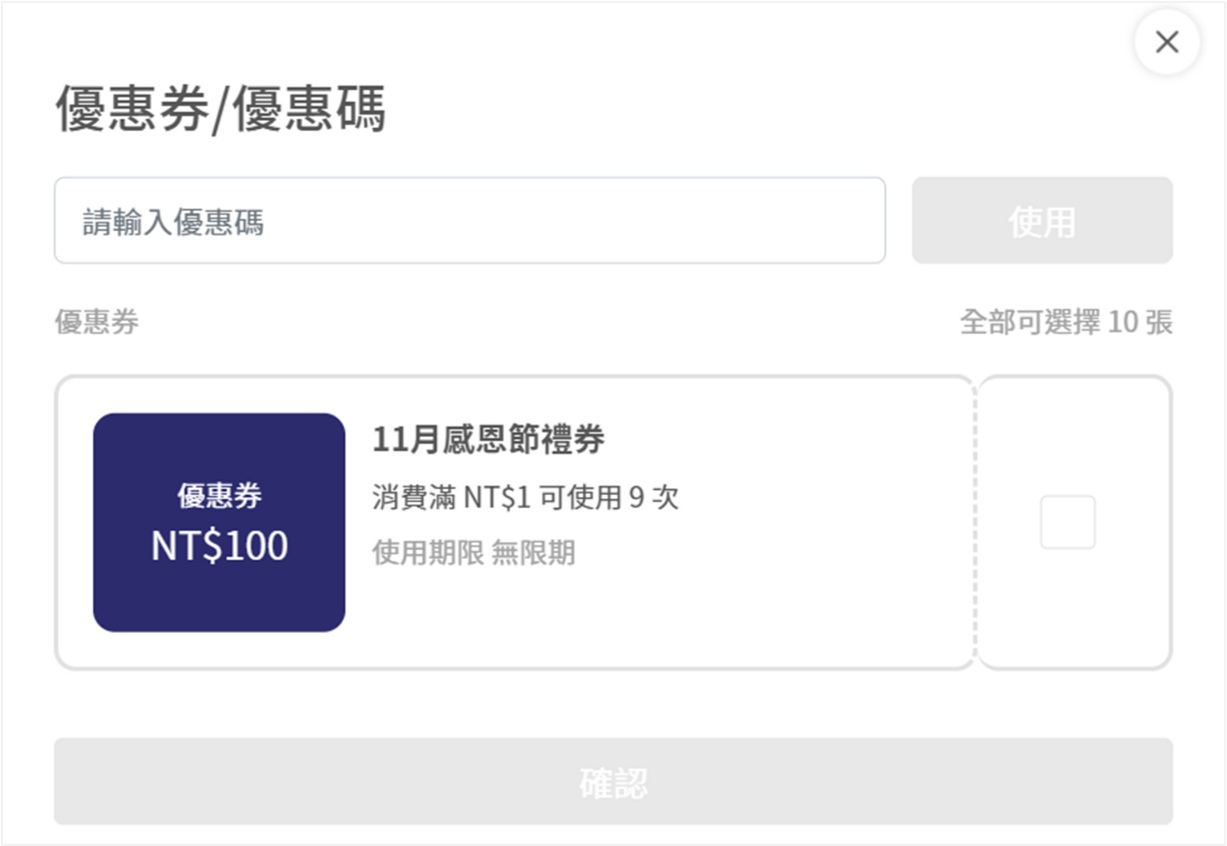 優惠券/優惠碼
請輸入優惠碼
使用
優惠券
全部可選擇 10 張
優惠券
NT$100
11月感恩節禮券
消費滿 NT$1 可使用 9 次
使用期限 無限期
確認